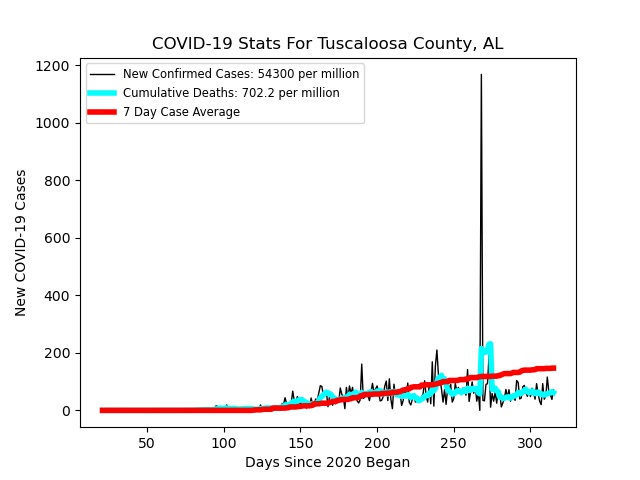 COVID-19 Stats For Tuscaloosa County, AL
New Confirmed Cases: 54300 per million
Cumulative Deaths: 702.2 per million
7 Day Case Average
New COVID-19 Cases
1200
1000
800
600
400
200
0
50 100 150 200 250 300
Days Since 2020 Began